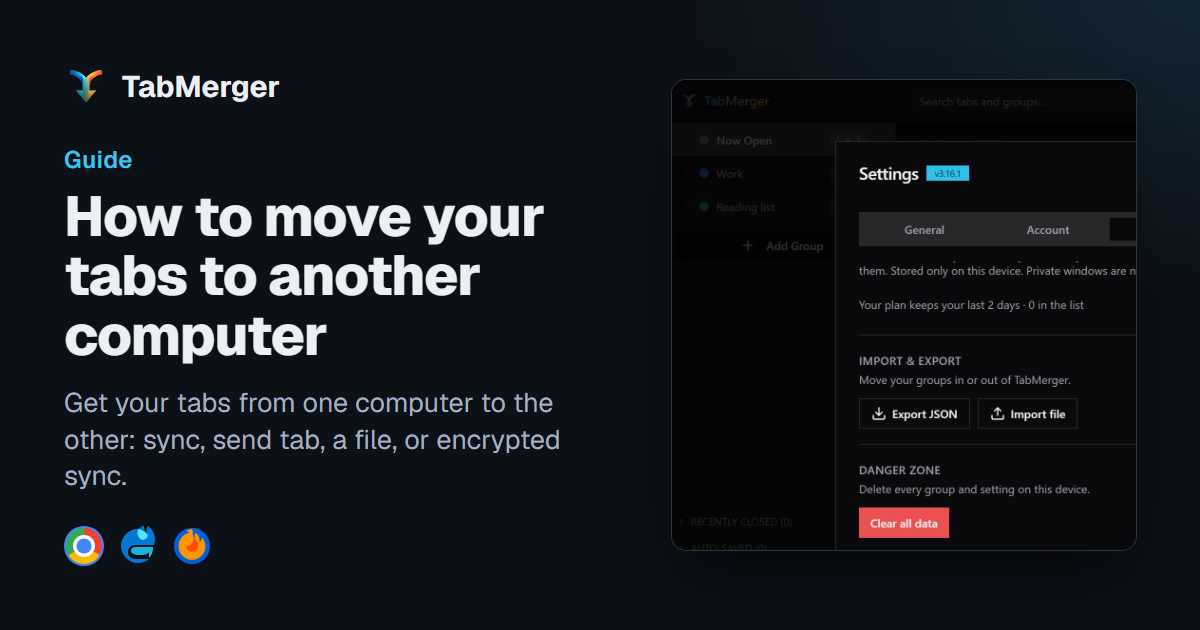 TabMerger
Guide
How to move your
tabs to another
computer
Get your tabs from one computer to the
other: sync, send tab, a file, or encrypted
sync.
TabMerger
Search tabs and groups...
Now Open
Work
Reading list
+ Add Group
RECENTLY CLOSED (0)
AUTO-SAVED (0)
Settings v3.16.1
General Account
them. Stored only on this device. Private windows are n
Your plan keeps your last 2 days · 0 in the list
IMPORT & EXPORT
Move your groups in or out of TabMerger.
Export JSON Import file
DANGER ZONE
Delete every group and setting on this device.
Clear all data